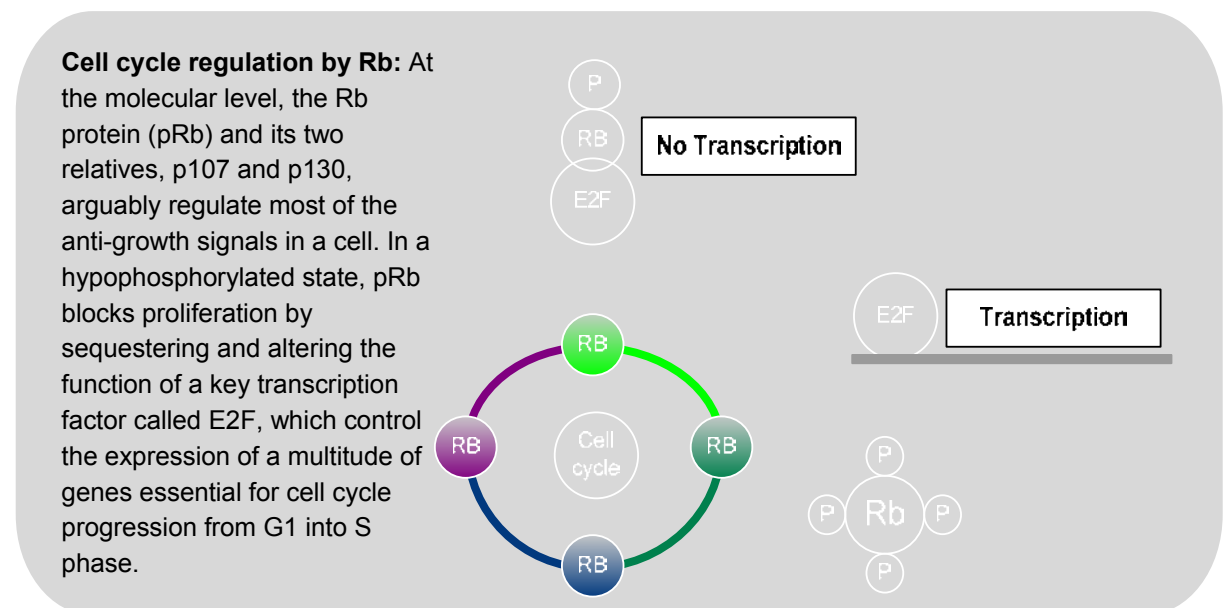 Cell cycle regulation by Rb: At
the molecular level, the Rb
protein (pRb) and its two
relatives, p107 and p130,
arguably regulate most of the
anti-growth signals in a cell. In a
hypophosphorylated state, pRb
blocks proliferation by
sequestering and altering the
function of a key transcription
factor called E2F, which control
the expression of a multitude of
genes essential for cell cycle
progression from G1 into S
phase.
P
RB
No Transcription
E2F
E2F
Transcription
RB
RB
Cell
cycle
RB
RB
P
P
Rb
P
P